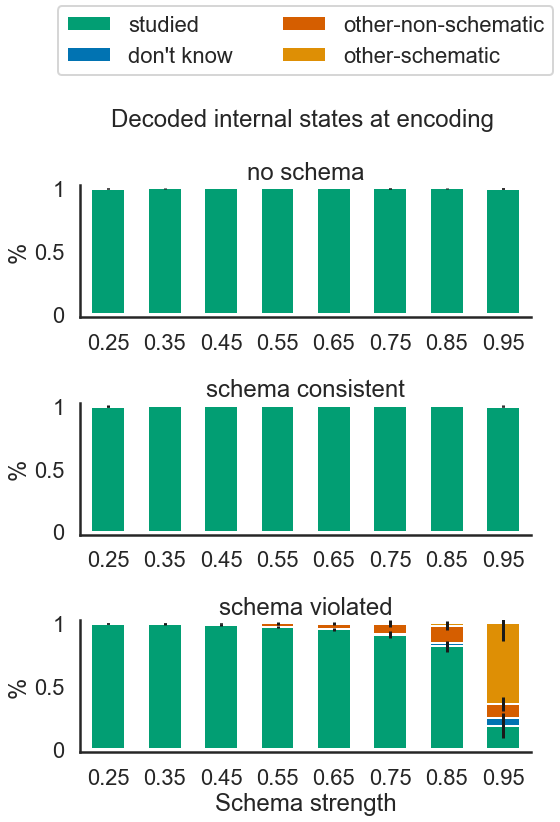 studied other-non-schematic
don't know other-schematic
Decoded internal states at encoding
no schema
1
0.5
0
%
0.25 0.35 0.45 0.55 0.65 0.75 0.85 0.95
schema consistent
1
0.5
0
%
0.25 0.35 0.45 0.55 0.65 0.75 0.85 0.95
schema violated
1
0.5
0
%
0.25 0.35 0.45 0.55 0.65 0.75 0.85 0.95
Schema strength